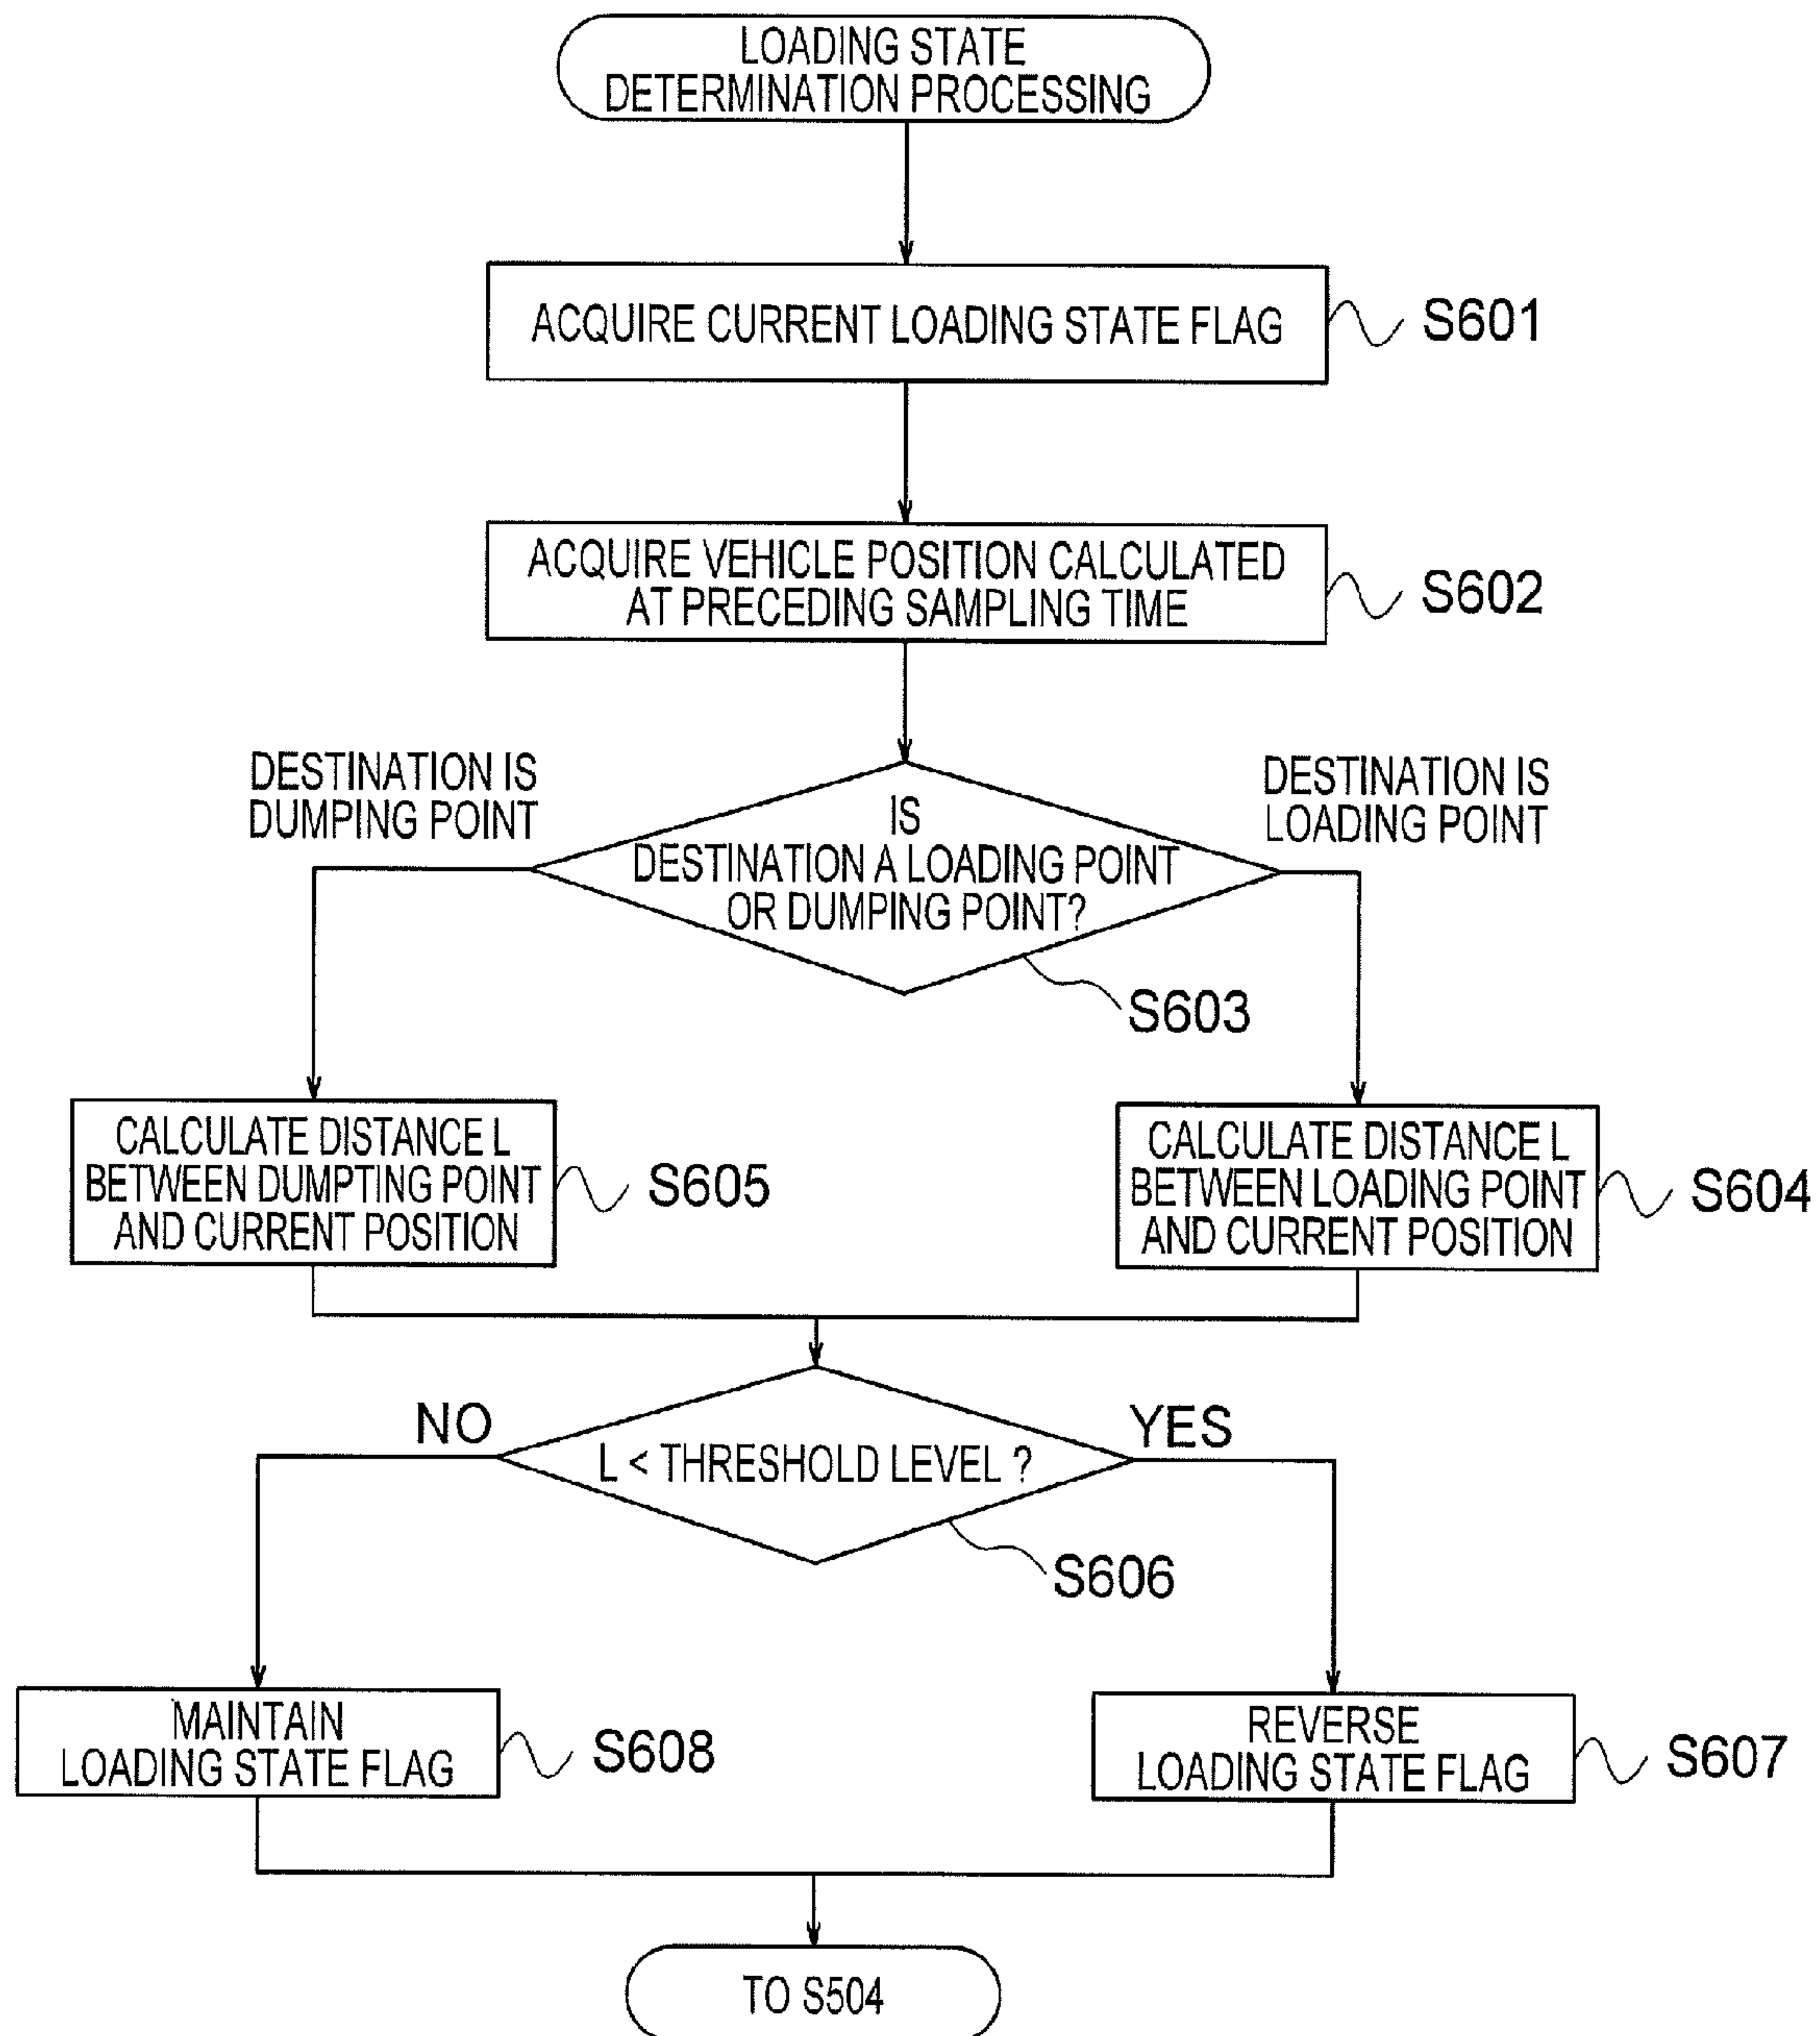 LOADING STATE
DETERMINATION PROCESSING
ACQUIRE CURRENT LOADING STATE FLAG
S601
ACQUIRE VEHICLE POSITION CALCULATED
AT PRECEDING SAMPLING TIME
S602
DESTINATION IS
DUMPING POINT
DESTINATION IS
LOADING POINT
IS
DESTINATION A LOADING POINT
OR DUMPING POINT?
S603
CALCULATE DISTANCE L
BETWEEN DUMPTING POINT
AND CURRENT POSITION
S605
CALCULATE DISTANCE L
BETWEEN LOADING POINT
AND CURRENT POSITION
S604
NO
L < THRESHOLD LEVEL ?
YES
S606
MAINTAIN
LOADING STATE FLAG
S608
REVERSE
LOADING STATE FLAG
S607
TO S504